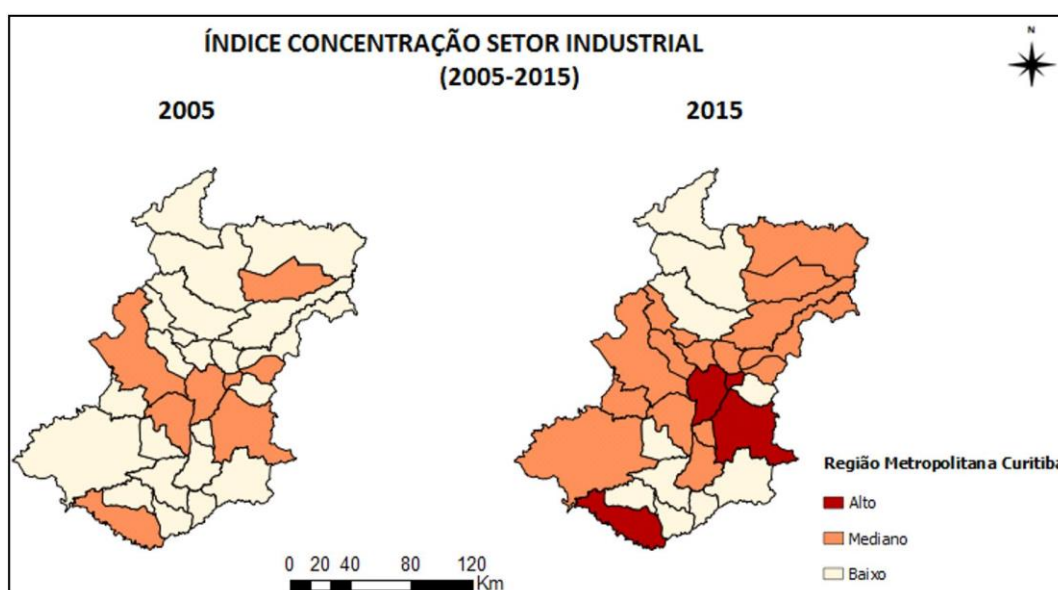 ÍNDICE CONCENTRAÇÃO SETOR INDUSTRIAL
(2005-2015)
N
2005
2015
Região Metropolitana Curitiba
Alto
Mediano
Baixo
0 20 40 80 120
Km